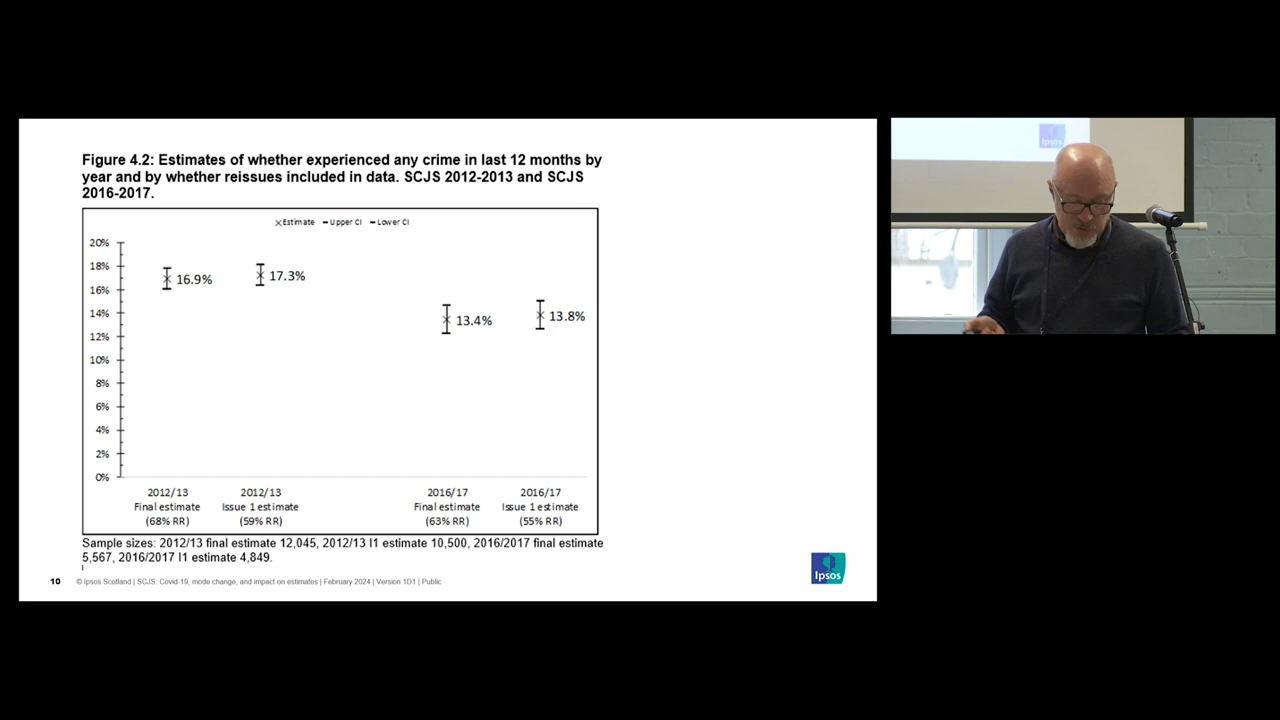 Figure 4.2: Estimates of whether experienced any crime in last 12 months by
year and by whether reissues included in data. SCJS 2012-2013 and SCJS
2016-2017.
Estimate Upper CI Lower CI
20%
18%
16%
14%
12%
10%
8%
6%
4%
2%
0%
16.9%
17.3%
13.4%
13.8%
2012/13
Final estimate
(68% RR)
2012/13
Issue 1 estimate
(59% RR)
2016/17
Final estimate
(63% RR)
2016/17
Issue 1 estimate
(55% RR)
Sample sizes: 2012/13 final estimate 12,045, 2012/13 I1 estimate 10,500, 2016/2017 final estimate
5,567, 2016/2017 I1 estimate 4,849.
10 © Ipsos Scotland | SCJS: Covid-19, mode change, and impact on estimates | February 2024 | Version 1D1 | Public
Ipsos
Ipsos